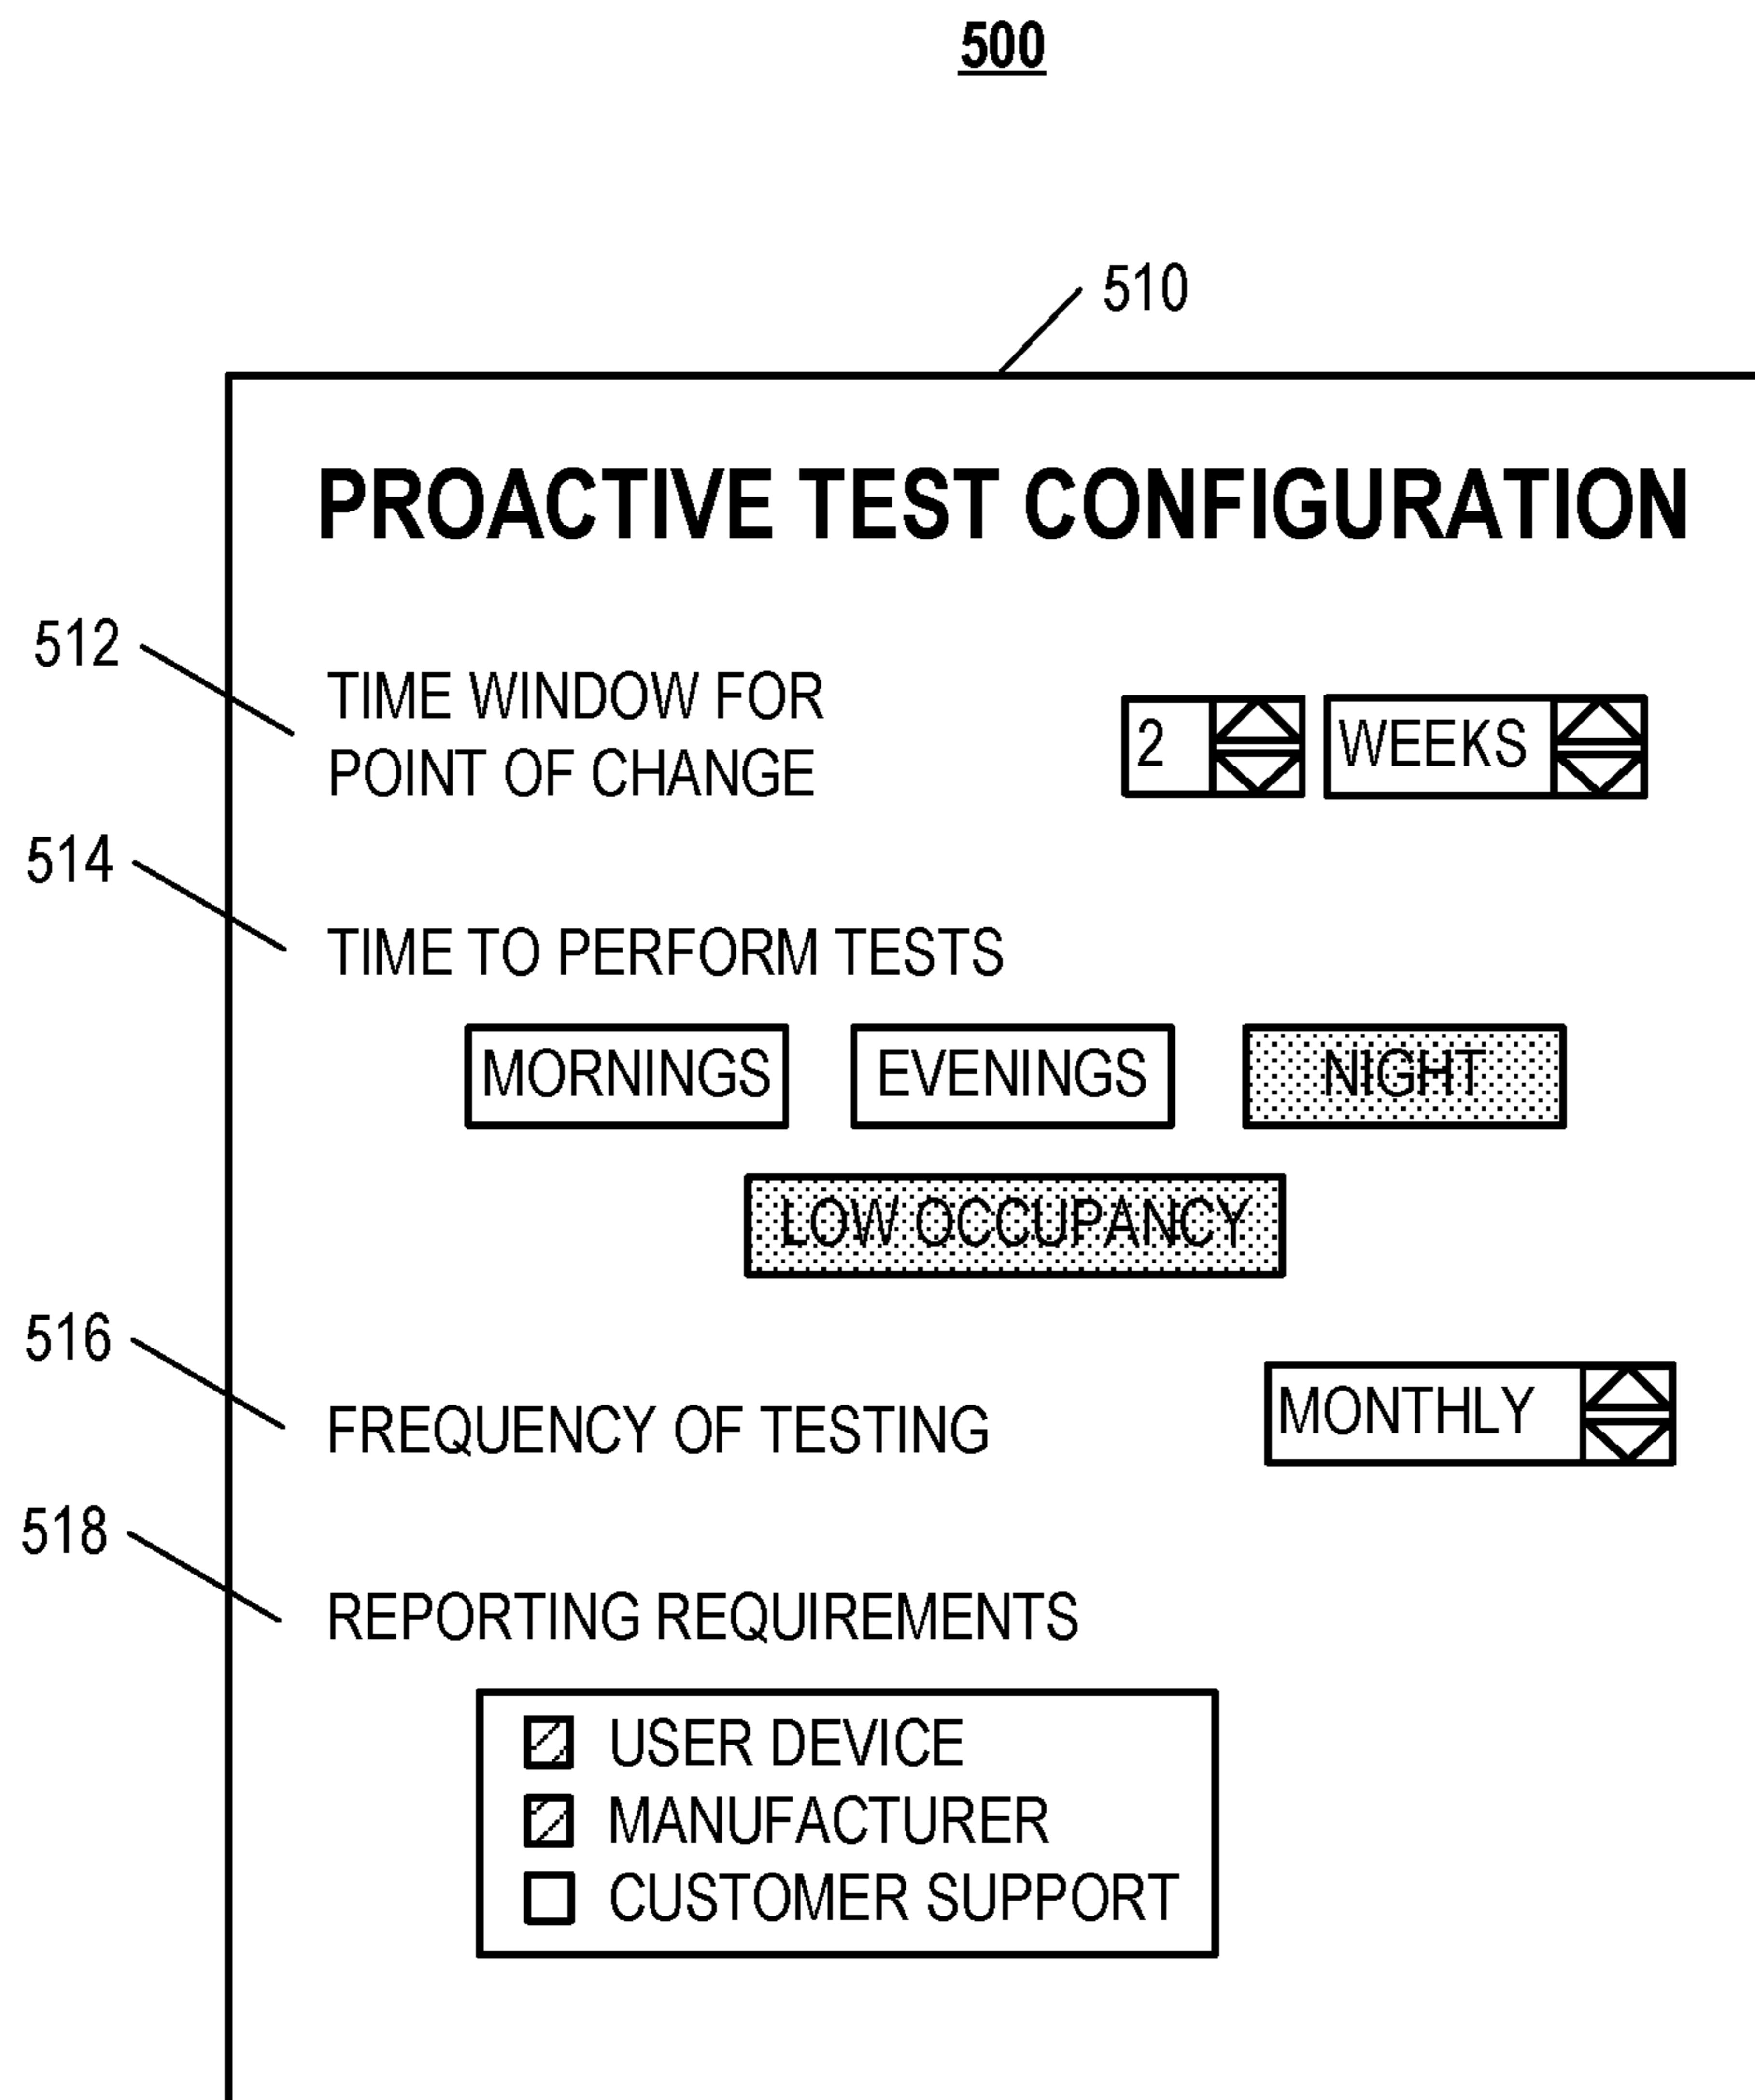 500
510
PROACTIVE TEST CONFIGURATION
512
TIME WINDOW FOR
POINT OF CHANGE
2 WEEKS
514
TIME TO PERFORM TESTS
MORNINGS EVENINGS NIGHT
LOW OCCUPANCY
516
FREQUENCY OF TESTING MONTHLY
518
REPORTING REQUIREMENTS
USER DEVICE
MANUFACTURER
CUSTOMER SUPPORT